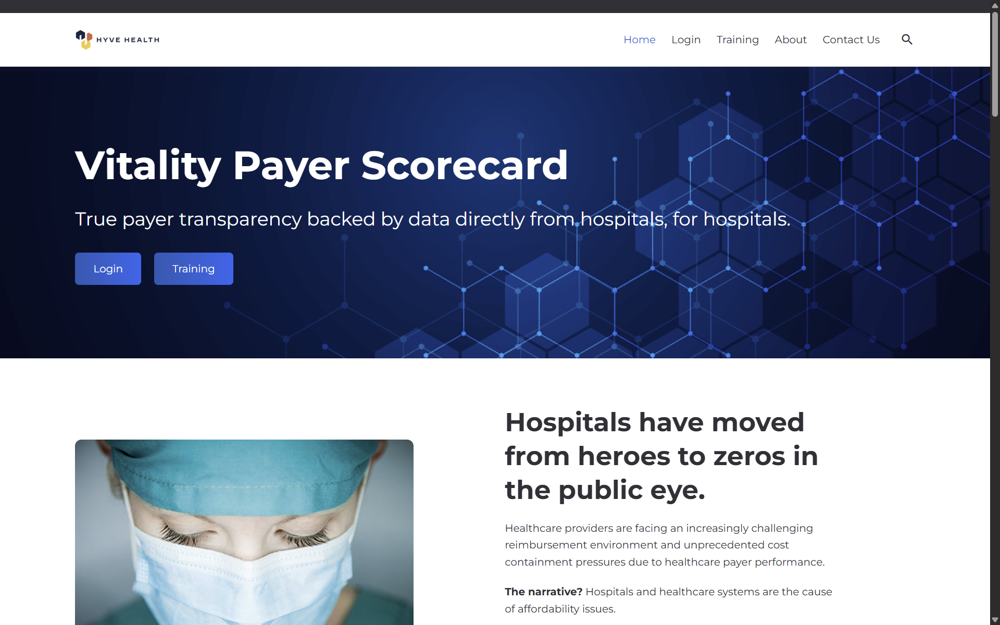 HYVE HEALTH
Home
Login
Training
About
Contact Us
Vitality Payer Scorecard
True payer transparency backed by data directly from hospitals, for hospitals.
Login
Training
Hospitals have moved
from heroes to zeros in
the public eye.
Healthcare providers are facing an increasingly challenging
reimbursement environment and unprecedented cost
containment pressures due to healthcare payer performance.
The narrative? Hospitals and healthcare systems are the cause
of affordability issues.